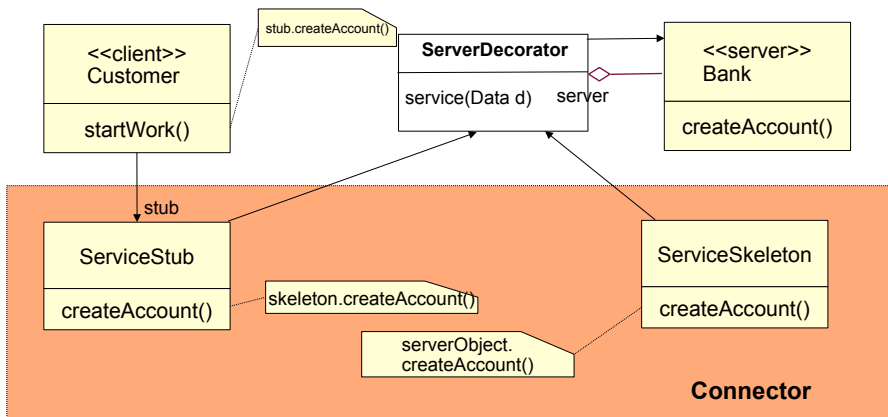 <<client>>
Customer
startWork()
stub.createAccount()
ServerDecorator
service(Data d)
server
<<server>>
Bank
createAccount()
stub
ServiceStub
createAccount()
skeleton.createAccount()
serverObject.
createAccount()
ServiceSkeleton
createAccount()
Connector